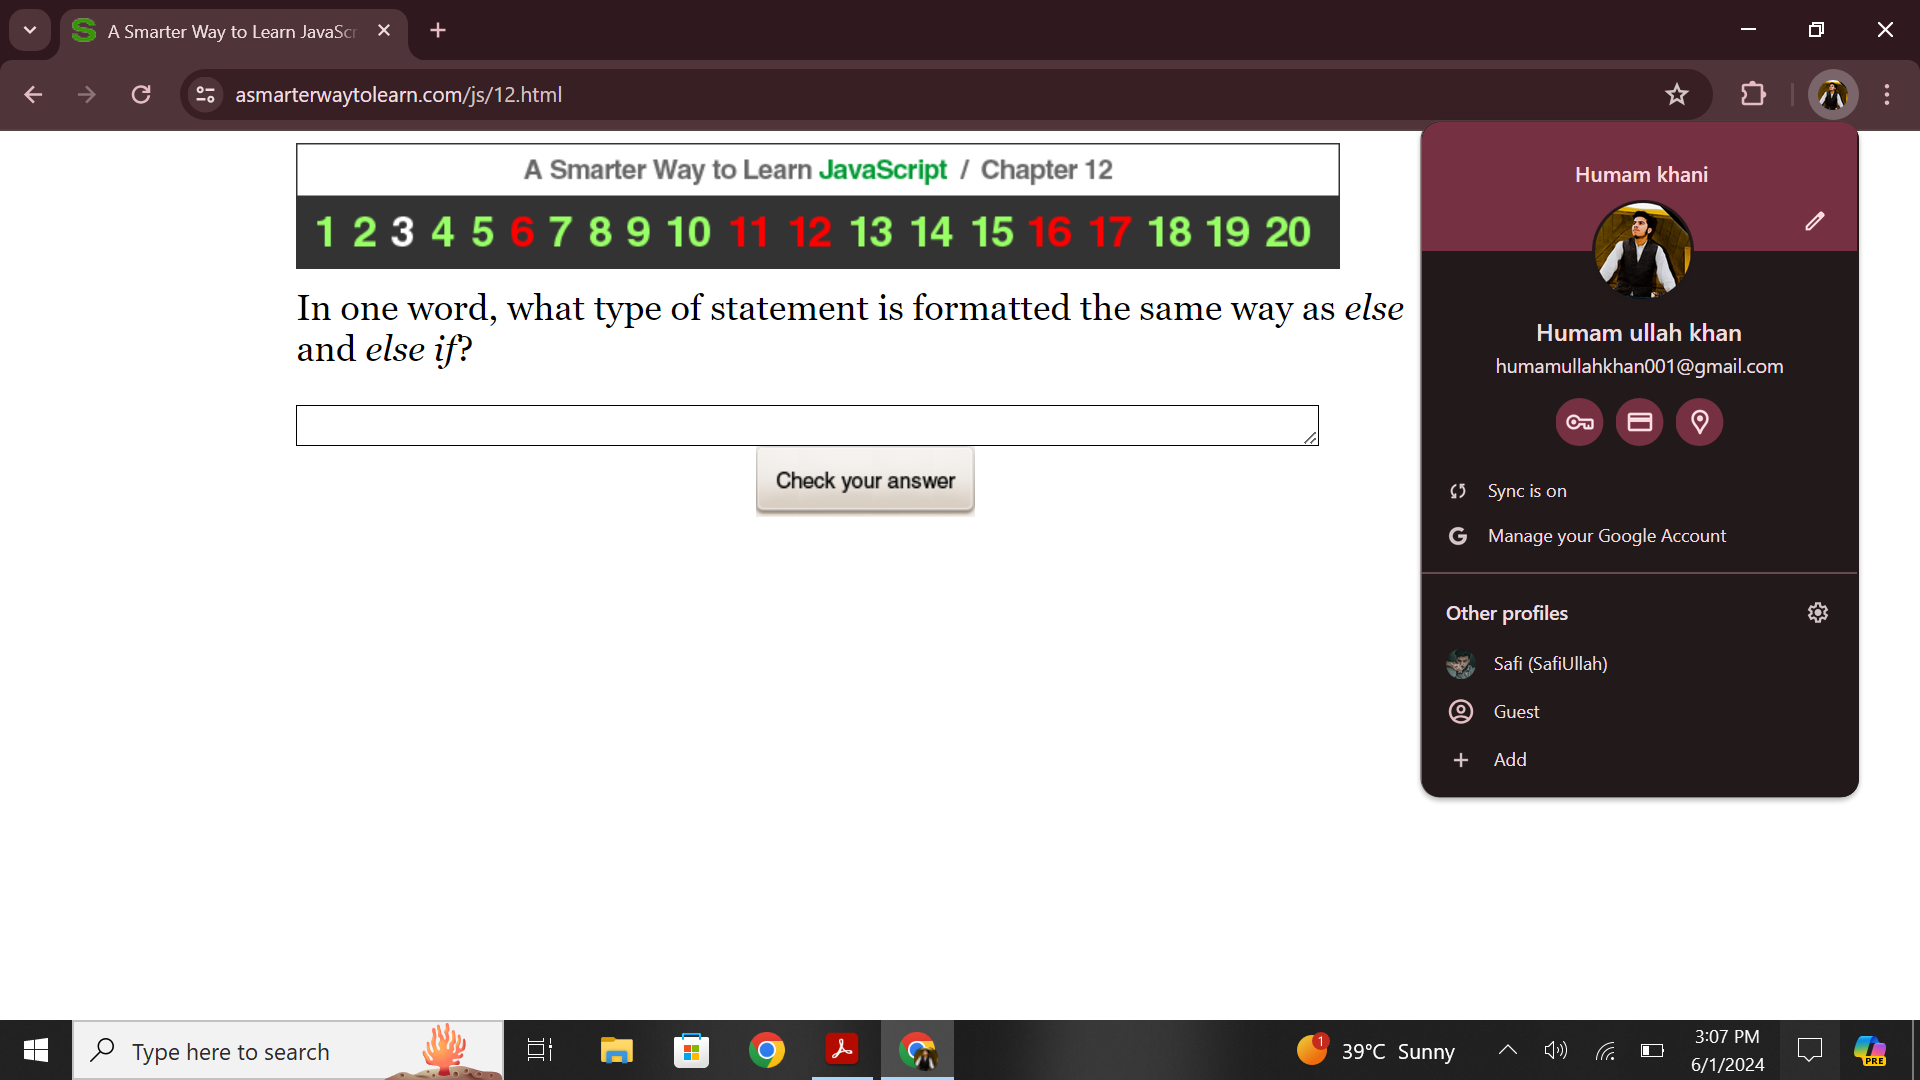 A Smarter Way to Learn JavaScr
asmarterwaytolearn.com/js/12.html
A Smarter Way to Learn JavaScript / Chapter 12
1 2 3 4 5 6 7 8 9 10 11 12 13 14 15 16 17 18 19 20
In one word, what type of statement is formatted the same way as else
and else if?
Check your answer
Humam khani
Humam ullah khan
humamullahkhan001@gmail.com
Sync is on
Manage your Google Account
Other profiles
Safi (SafiUllah)
Guest
Add
Type here to search
1
39°C Sunny
3:07 PM
6/1/2024
PRE